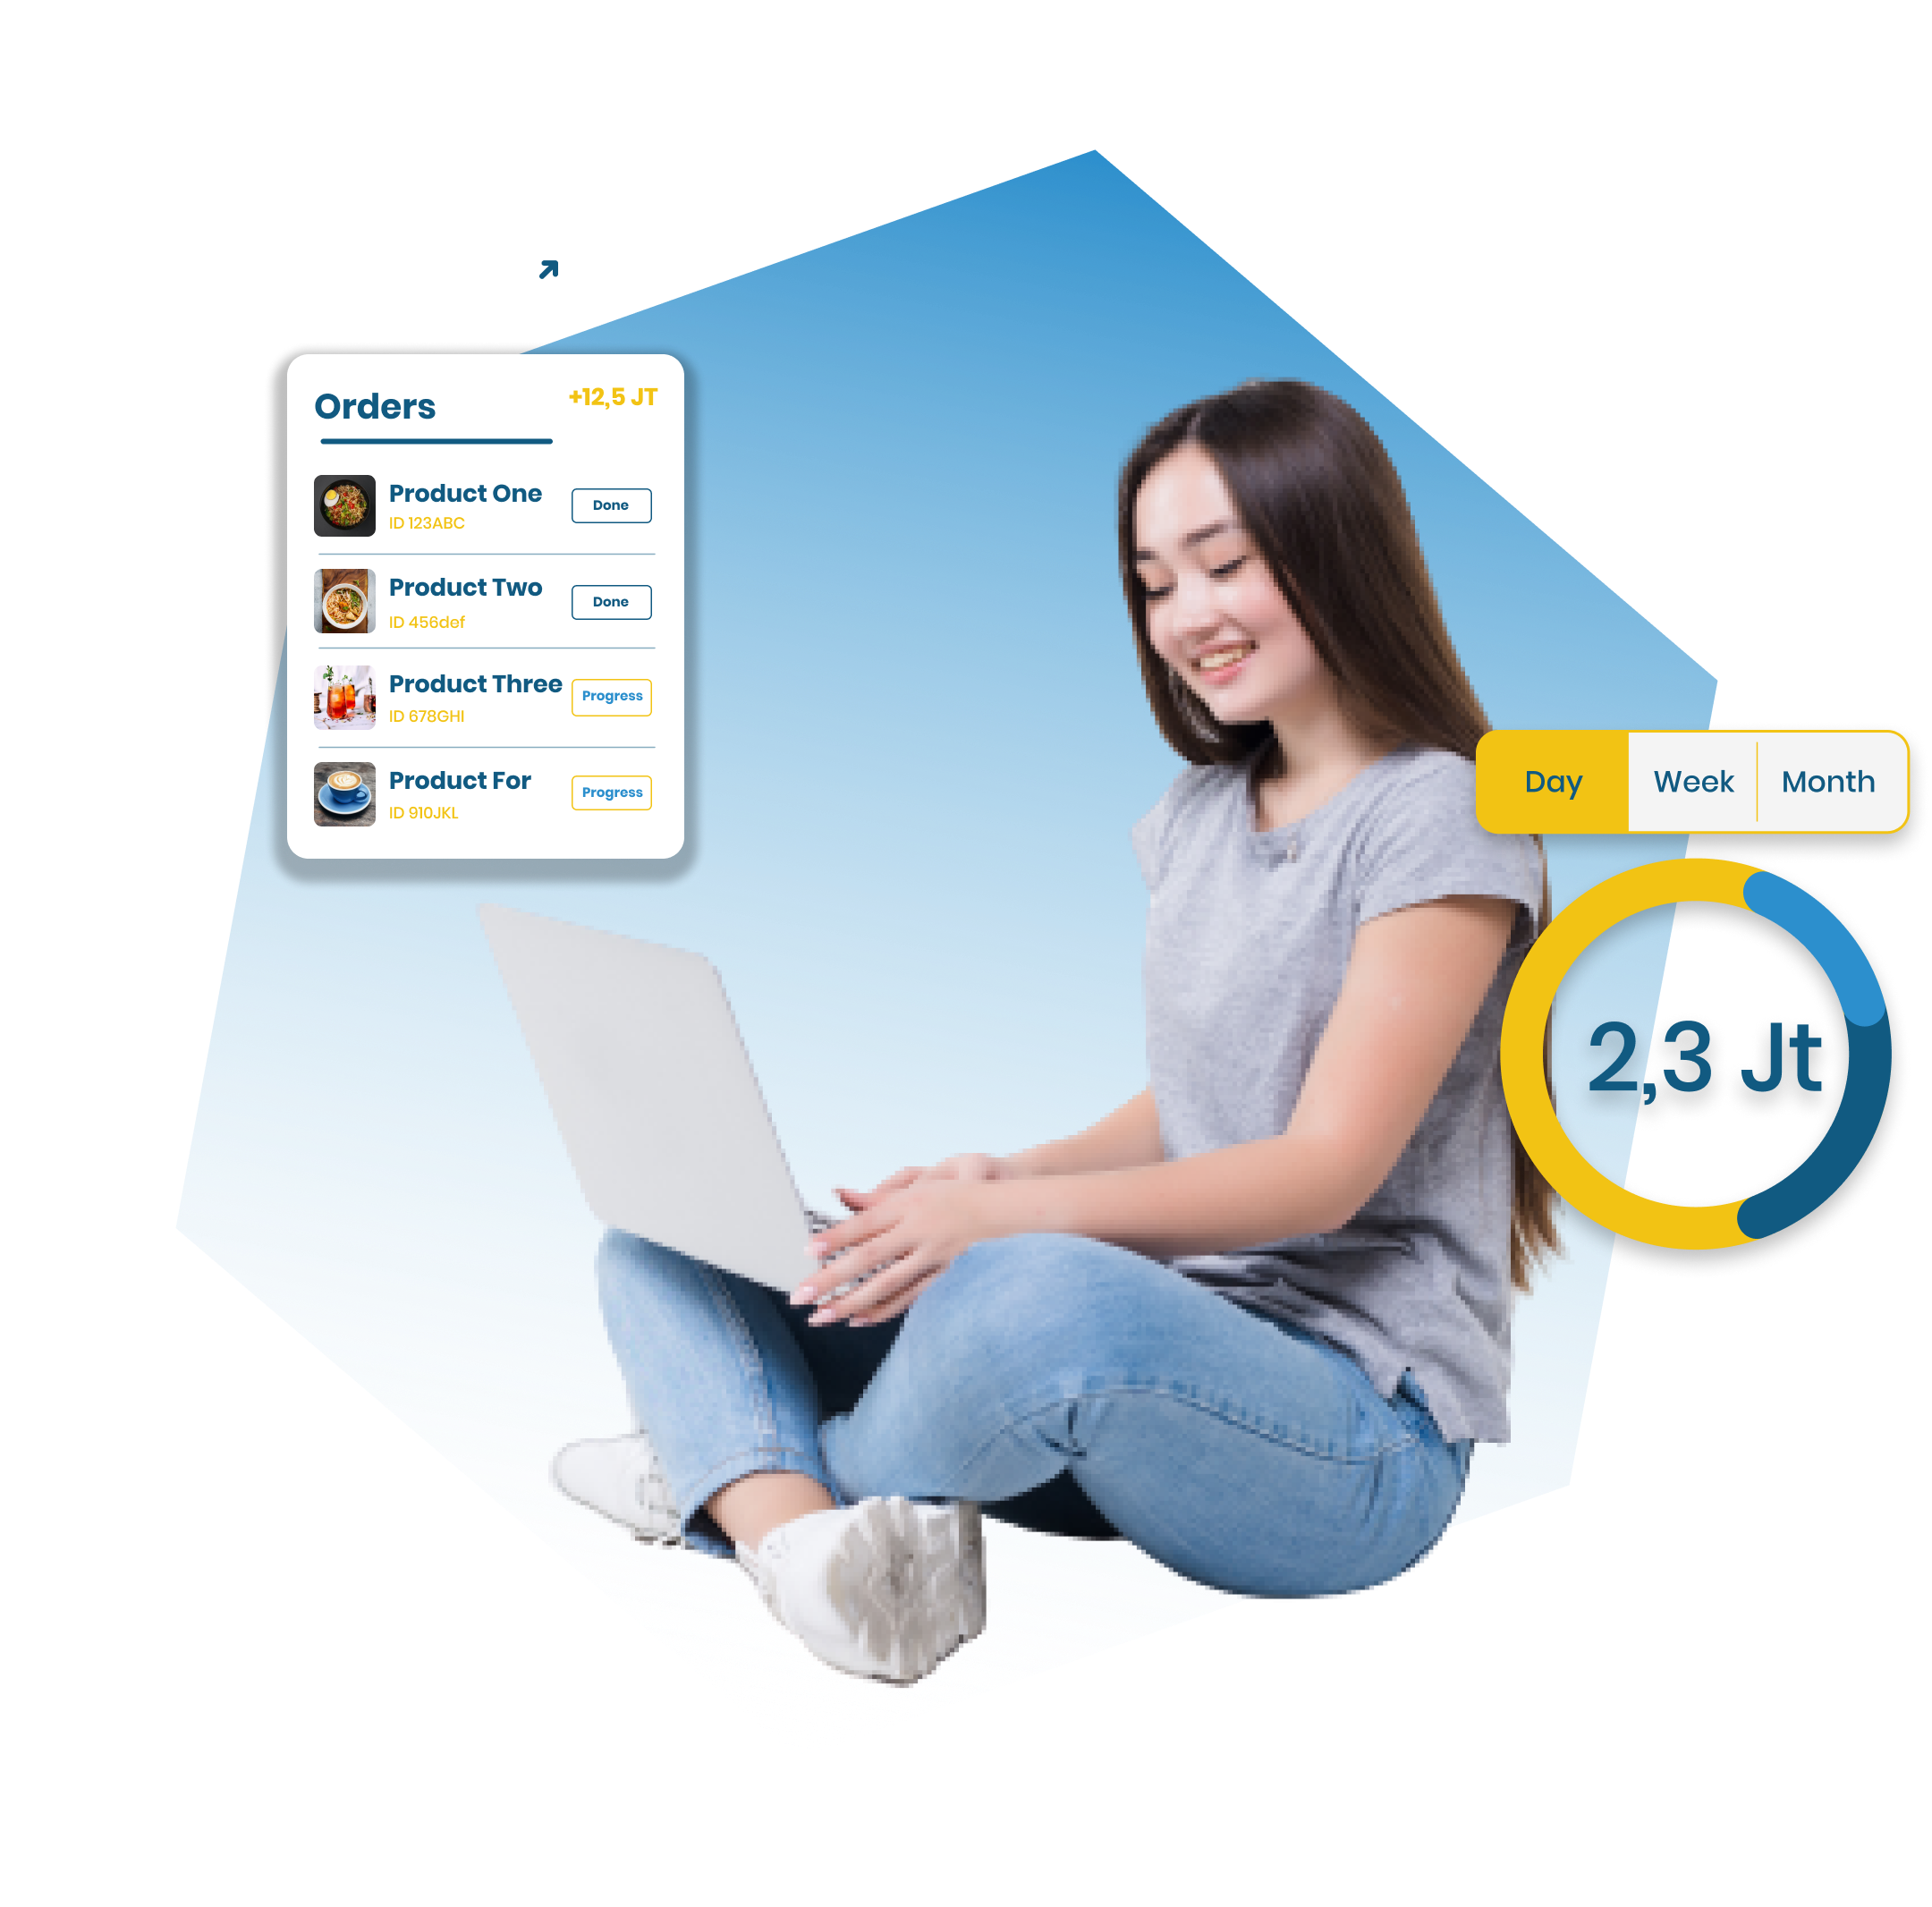 Orders
+12,5 JT
Product One
ID 123ABC
Done
Product Two
ID 456def
Done
Product Three
ID 678GHI
Progress
Product For
ID 910JKL
Progress
Day
Week
Month
2,3 Jt